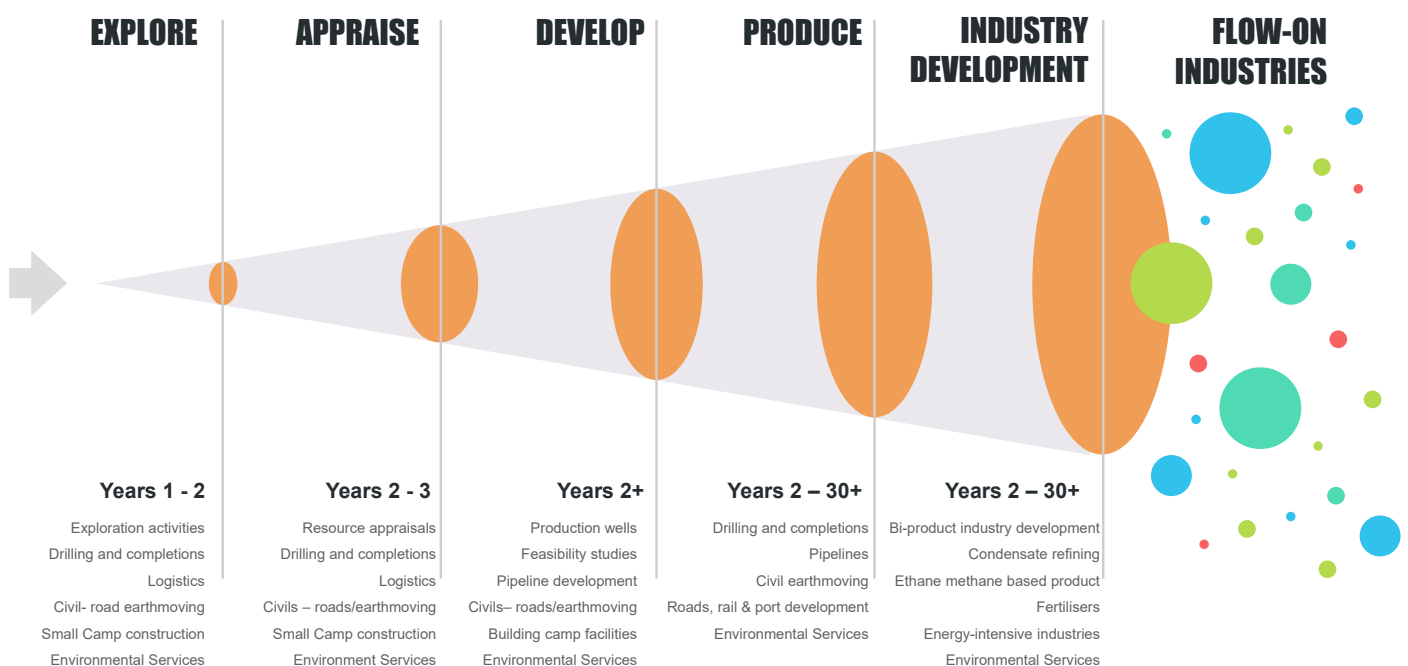 EXPLORE
APPRAISE
DEVELOP
PRODUCE
INDUSTRY
DEVELOPMENT
FLOW-ON
INDUSTRIES
Years 1 - 2
Exploration activities
Drilling and completions
Logistics
Civil- road earthmoving
Small Camp construction
Environmental Services
Years 2 - 3
Resource appraisals
Drilling and completions
Logistics
Civils – roads/earthmoving
Small Camp construction
Environment Services
Years 2+
Production wells
Feasibility studies
Pipeline development
Civils– roads/earthmoving
Building camp facilities
Environmental Services
Years 2 – 30+
Drilling and completions
Pipelines
Civil earthmoving
Roads, rail & port development
Environmental Services
Years 2 – 30+
Bi-product industry development
Condensate refining
Ethane methane based product
Fertilisers
Energy-intensive industries
Environmental Services